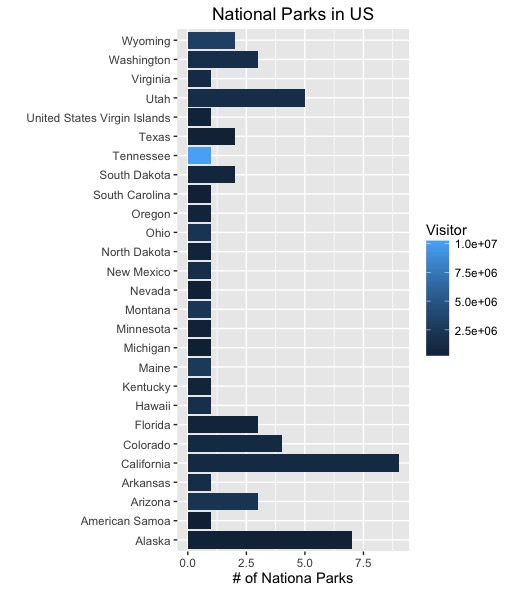 National Parks in US
Wyoming
Washington
Virginia
Utah
United States Virgin Islands
Texas
Tennessee
South Dakota
South Carolina
Oregon
Ohio
North Dakota
New Mexico
Nevada
Montana
Minnesota
Michigan
Maine
Kentucky
Hawaii
Florida
Colorado
California
Arkansas
Arizona
American Samoa
Alaska
0.0 2.5 5.0 7.5
# of Nationa Parks
Visitor
1.0e+07
7.5e+06
5.0e+06
2.5e+06